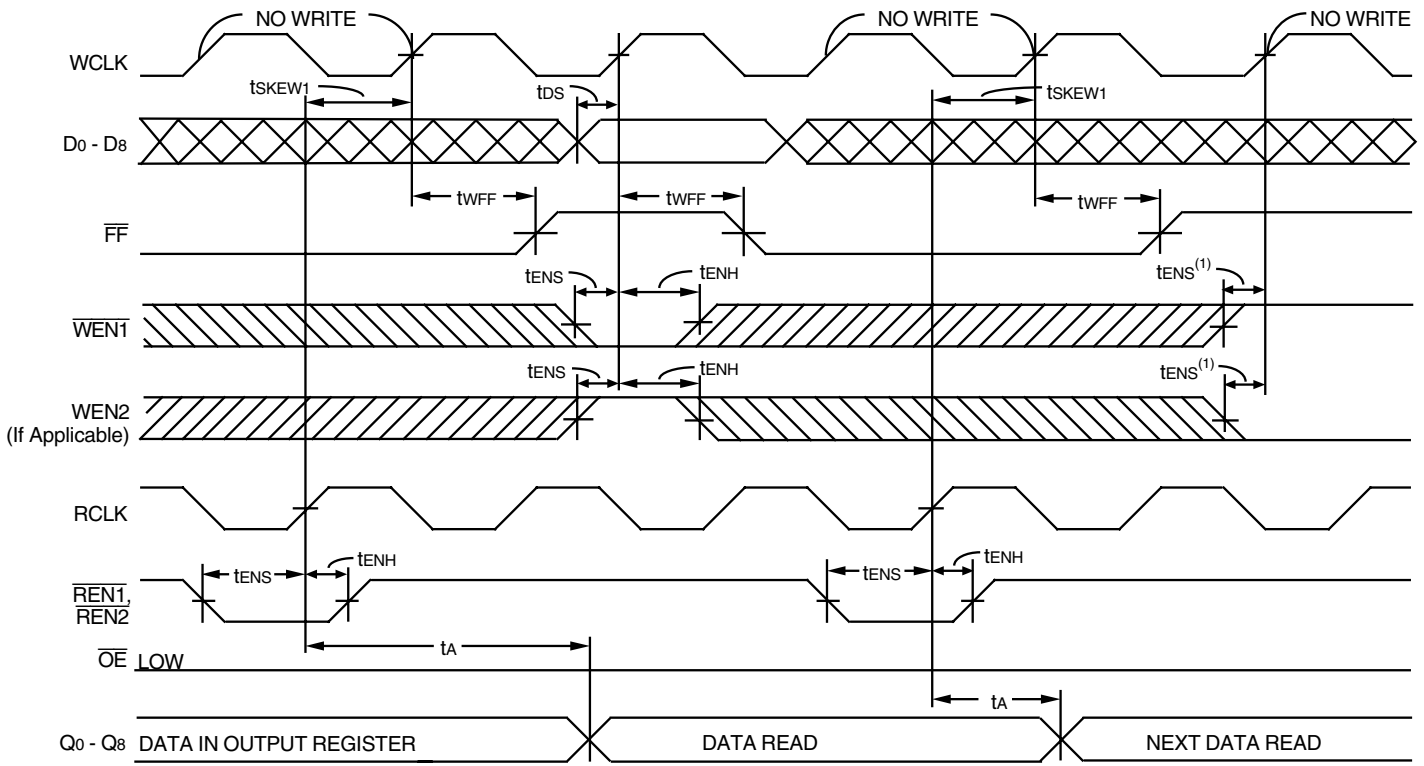 NO WRITE NO WRITE NO WRITE
WCLK
tSKEW1 tDS tSKEW1
D0 - D8
tWFF tWFF tWFF
FF
tENS tENH tENS(1)
WEN1
tENS tENH tENS(1)
WEN2
(If Applicable)
RCLK
tENS tENH tENS tENH
REN1,
REN2
tA
OE LOW
tA
Q0 - Q8 DATA IN OUTPUT REGISTER DATA READ NEXT DATA READ